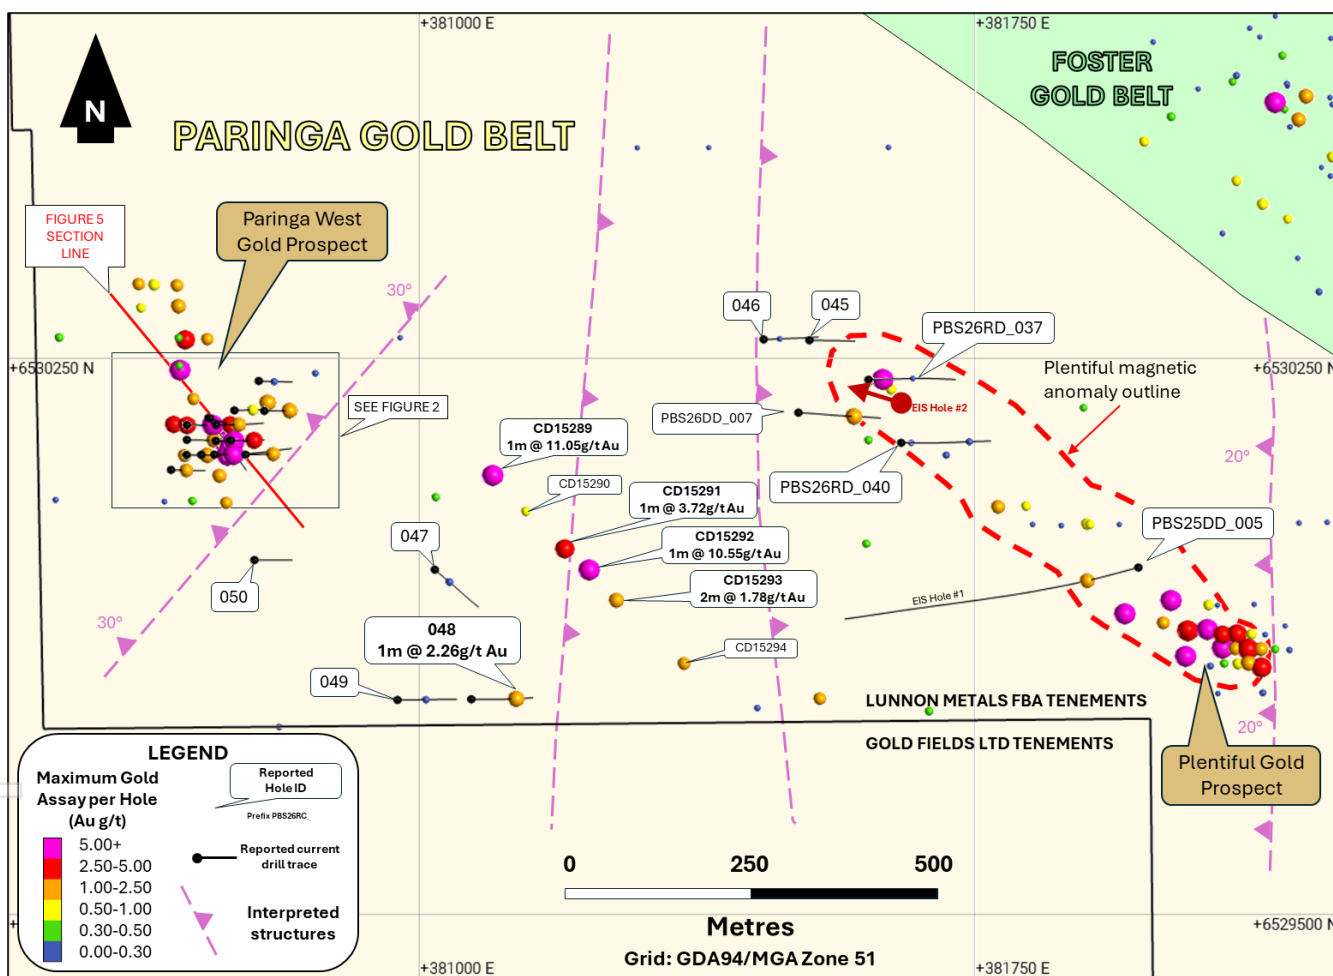 +381000 E
+381750 E
FOSTER
GOLD BELT
N
PARINGA GOLD BELT
FIGURE 5
SECTION
LINE
Paringa West
Gold Prospect
30°
046
045
PBS26RD_037
+6530250 N
+6530250 N
Plentiful magnetic
anomaly outline
SEE FIGURE 2
EIS Hole #2
PBS26DD_007
CD15289
1m @ 11.05g/t Au
20°
CD15290
CD15291
1m @ 3.72g/t Au
PBS26RD_040
PBS25DD_005
047
CD15292
1m @ 10.55g/t Au
CD15293
2m @ 1.78g/t Au
050
EIS Hole #1
30°
048
1m @ 2.26g/t Au
CD15294
049
LUNNON METALS FBA TENEMENTS
20°
GOLD FIELDS LTD TENEMENTS
Plentiful Gold
Prospect
LEGEND
Maximum Gold
Assay per Hole
(Au g/t)
5.00+
2.50-5.00
1.00-2.50
0.50-1.00
0.30-0.50
0.00-0.30
Reported
Hole ID
Prefix PBS26RC_
Reported current
drill trace
Interpreted
structures
0
250
500
Metres
Grid: GDA94/MGA Zone 51
+
+6529500 N
+381000 E
+381750 E